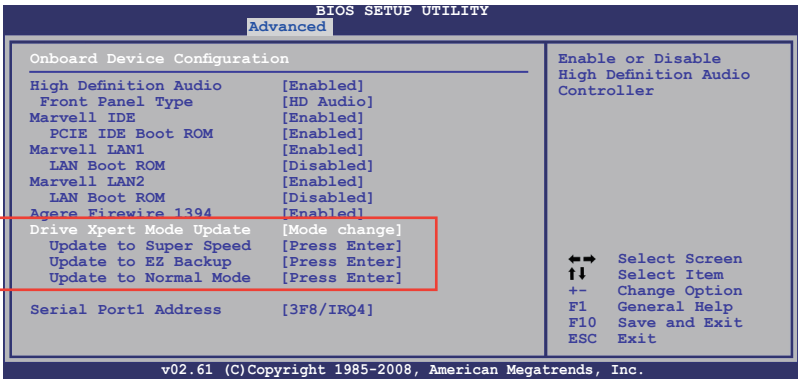 BIOS SETUP UTILITY
Advanced
Onboard Device Configuration
High Definition Audio [Enabled]
Front Panel Type [HD Audio]
Marvell IDE [Enabled]
PCIE IDE Boot ROM [Enabled]
Marvell LAN1 [Enabled]
LAN Boot ROM [Disabled]
Marvell LAN2 [Enabled]
LAN Boot ROM [Disabled]
Agere Firewire 1394 [Enabled]
Drive Xpert Mode Update [Mode change]
Update to Super Speed [Press Enter]
Update to EZ Backup [Press Enter]
Update to Normal Mode [Press Enter]
Serial Port1 Address [3F8/IRQ4]
Enable or Disable
High Definition Audio
Controller
←→ Select Screen
↑↓ Select Item
+- Change Option
F1 General Help
F10 Save and Exit
ESC Exit
v02.61 (C)Copyright 1985-2008, American Megatrends, Inc.